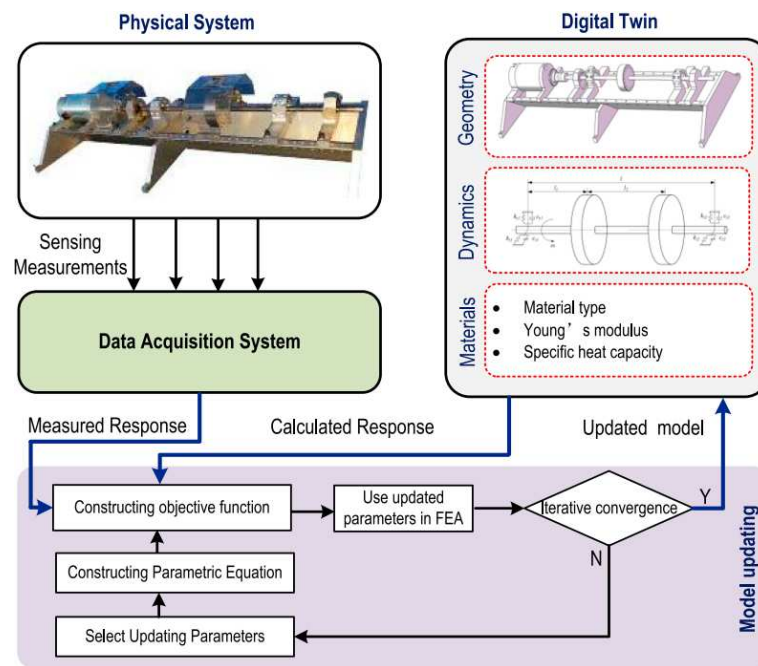 Physical System
Digital Twin
Geometry
Dynamics
Materials
• Material type
• Young's modulus
• Specific heat capacity
Sensing
Measurements
Data Acquisition System
Measured Response
Calculated Response
Updated model
Constructing objective function
Use updated
parameters in FEA
Iterative convergence
Y
N
Constructing Parametric Equation
Select Updating Parameters
Model updating